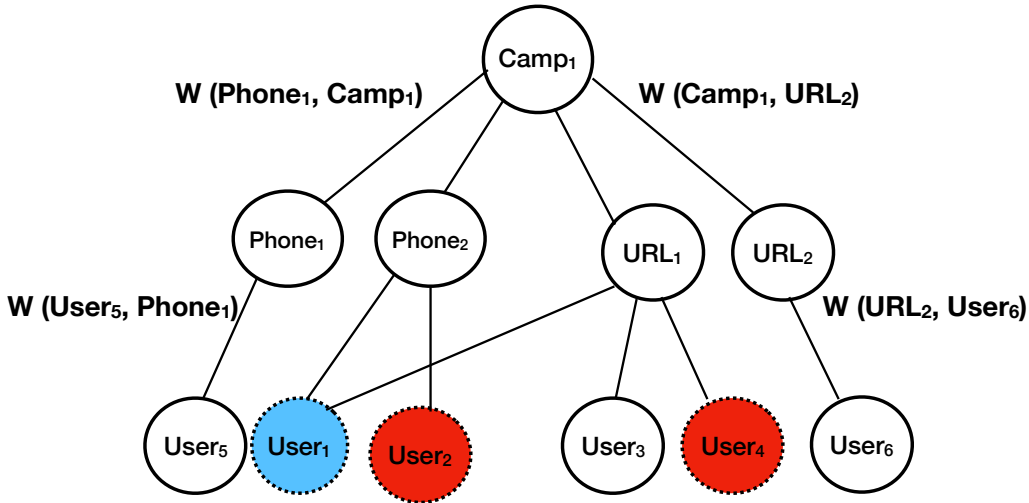 Camp₁
W (Phone₁, Camp₁)
W (Camp₁, URL₂)
Phone₁
Phone₂
URL₁
URL₂
W (User₅, Phone₁)
W (URL₂, User₆)
User₅
User₁
User₂
User₃
User₄
User₆